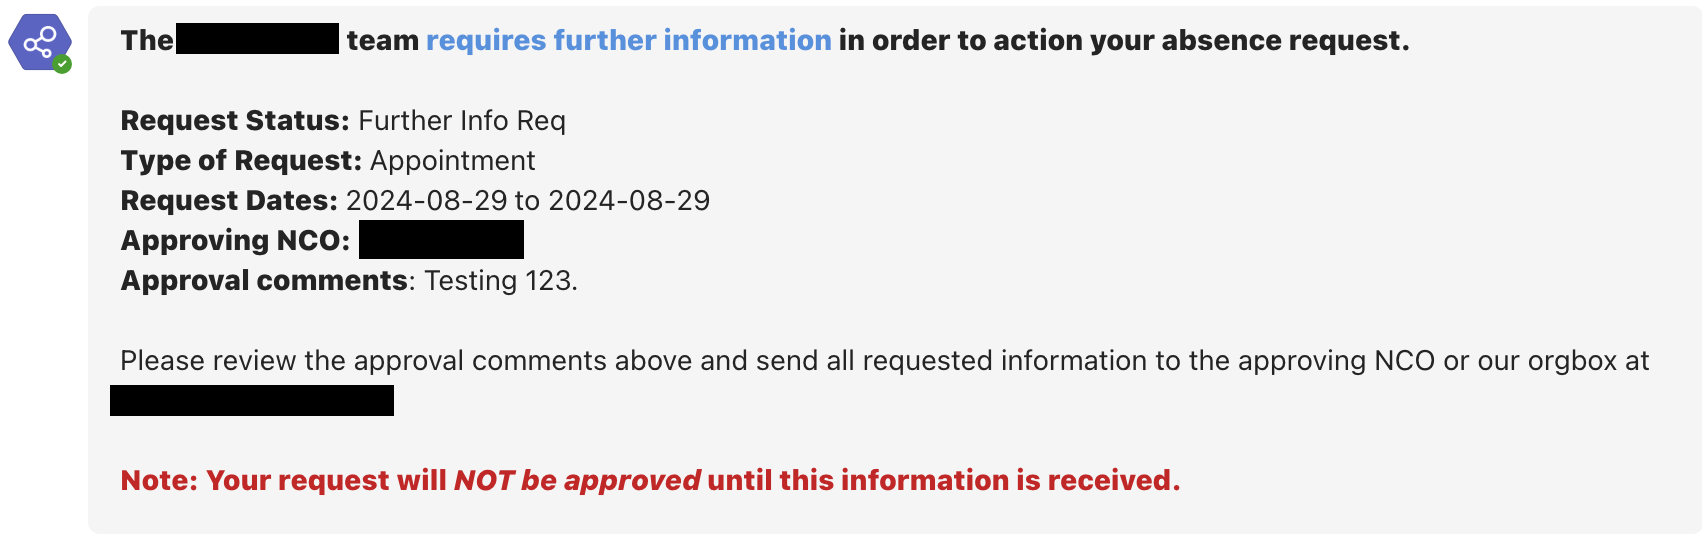 The team requires further information in order to action your absence request.
Request Status: Further Info Req
Type of Request: Appointment
Request Dates: 2024-08-29 to 2024-08-29
Approving NCO:
Approval comments: Testing 123.
Please review the approval comments above and send all requested information to the approving NCO or our orgbox at
Note: Your request will NOT be approved until this information is received.